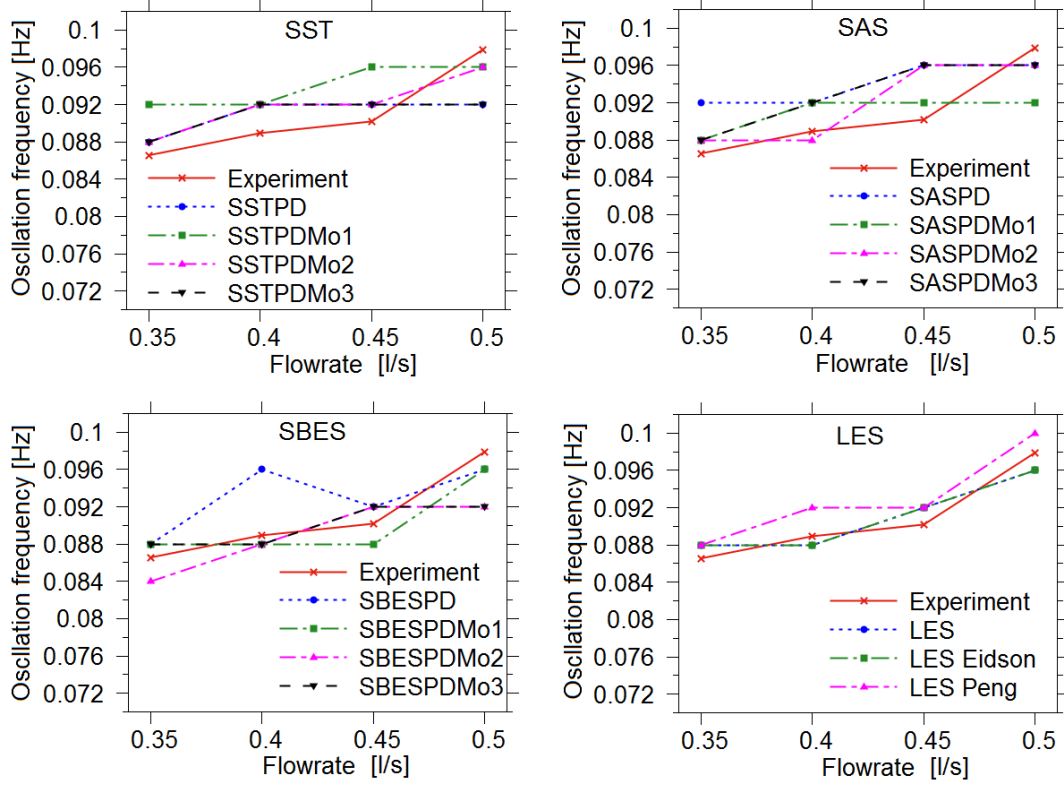 SST
Oscllation frequency [Hz]
0.1
0.096
0.092
0.088
0.084
0.08
0.076
0.072
Experiment
SSTPD
SSTPDMo1
SSTPDMo2
SSTPDMo3
0.35
0.4
0.45
0.5
Flowrate [l/s]
SAS
Oscllation frequency [Hz]
0.1
0.096
0.092
0.088
0.084
0.08
0.076
0.072
Experiment
SASPD
SASPDMo1
SASPDMo2
SASPDMo3
0.35
0.4
0.45
0.5
Flowrate [l/s]
SBES
Oscllation frequency [Hz]
0.1
0.096
0.092
0.088
0.084
0.08
0.076
0.072
Experiment
SBESPD
SBESPDMo1
SBESPDMo2
SBESPDMo3
0.35
0.4
0.45
0.5
Flowrate [l/s]
LES
Oscllation frequency [Hz]
0.1
0.096
0.092
0.088
0.084
0.08
0.076
0.072
Experiment
LES
LES Eidson
LES Peng
0.35
0.4
0.45
0.5
Flowrate [l/s]